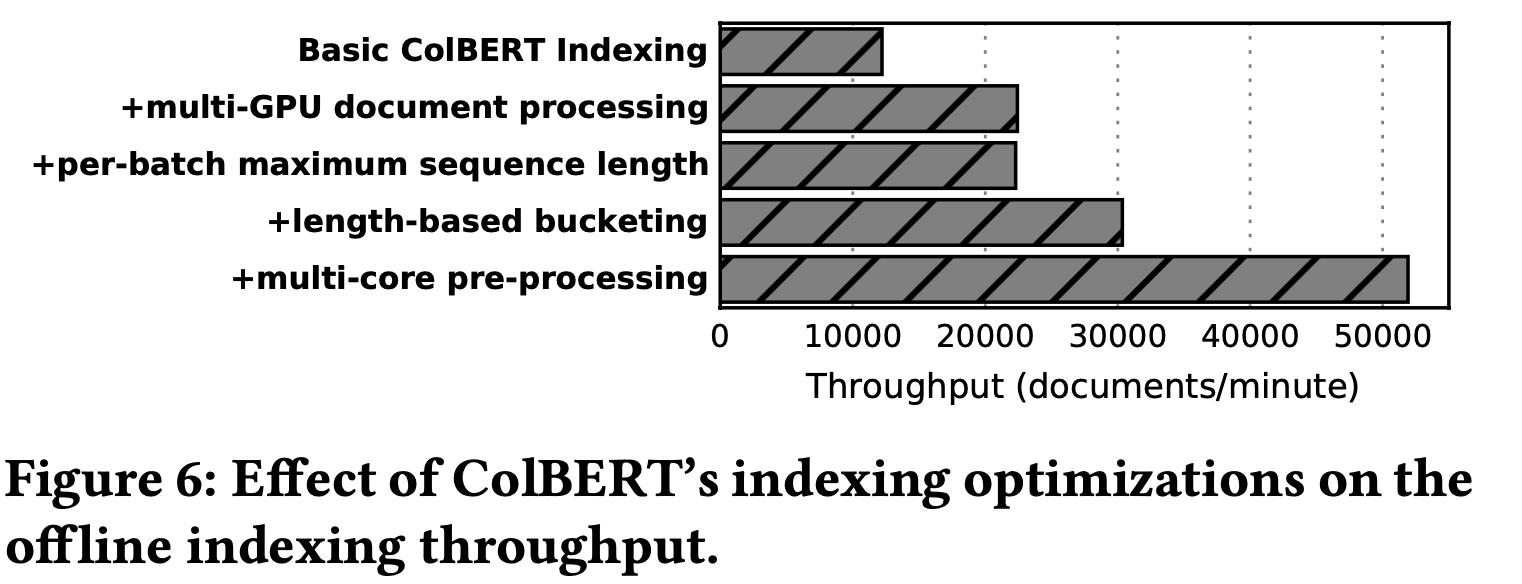 Basic ColBERT Indexing
+multi-GPU document processing
+per-batch maximum sequence length
+length-based bucketing
+multi-core pre-processing
0 10000 20000 30000 40000 50000
Throughput (documents/minute)
Figure 6: Effect of ColBERT’s indexing optimizations on the
offline indexing throughput.